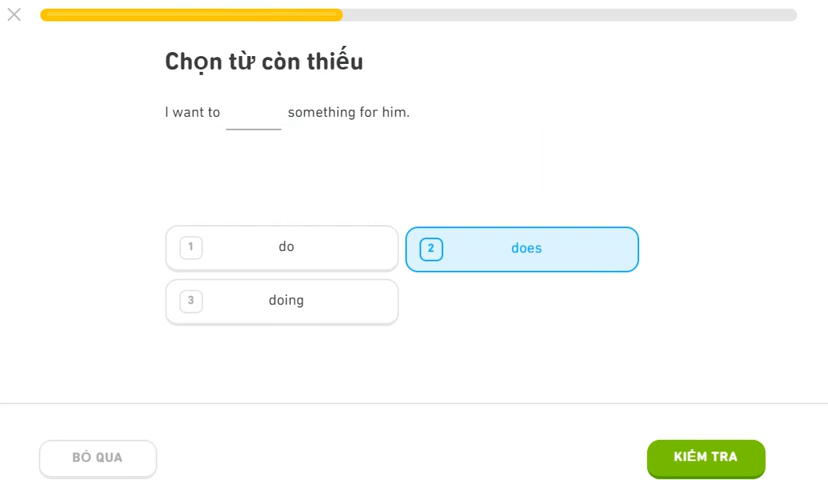 Chọn từ còn thiếu
I want to ______ something for him.
1 do
2 does
3 doing
BỎ QUA
KIỂM TRA